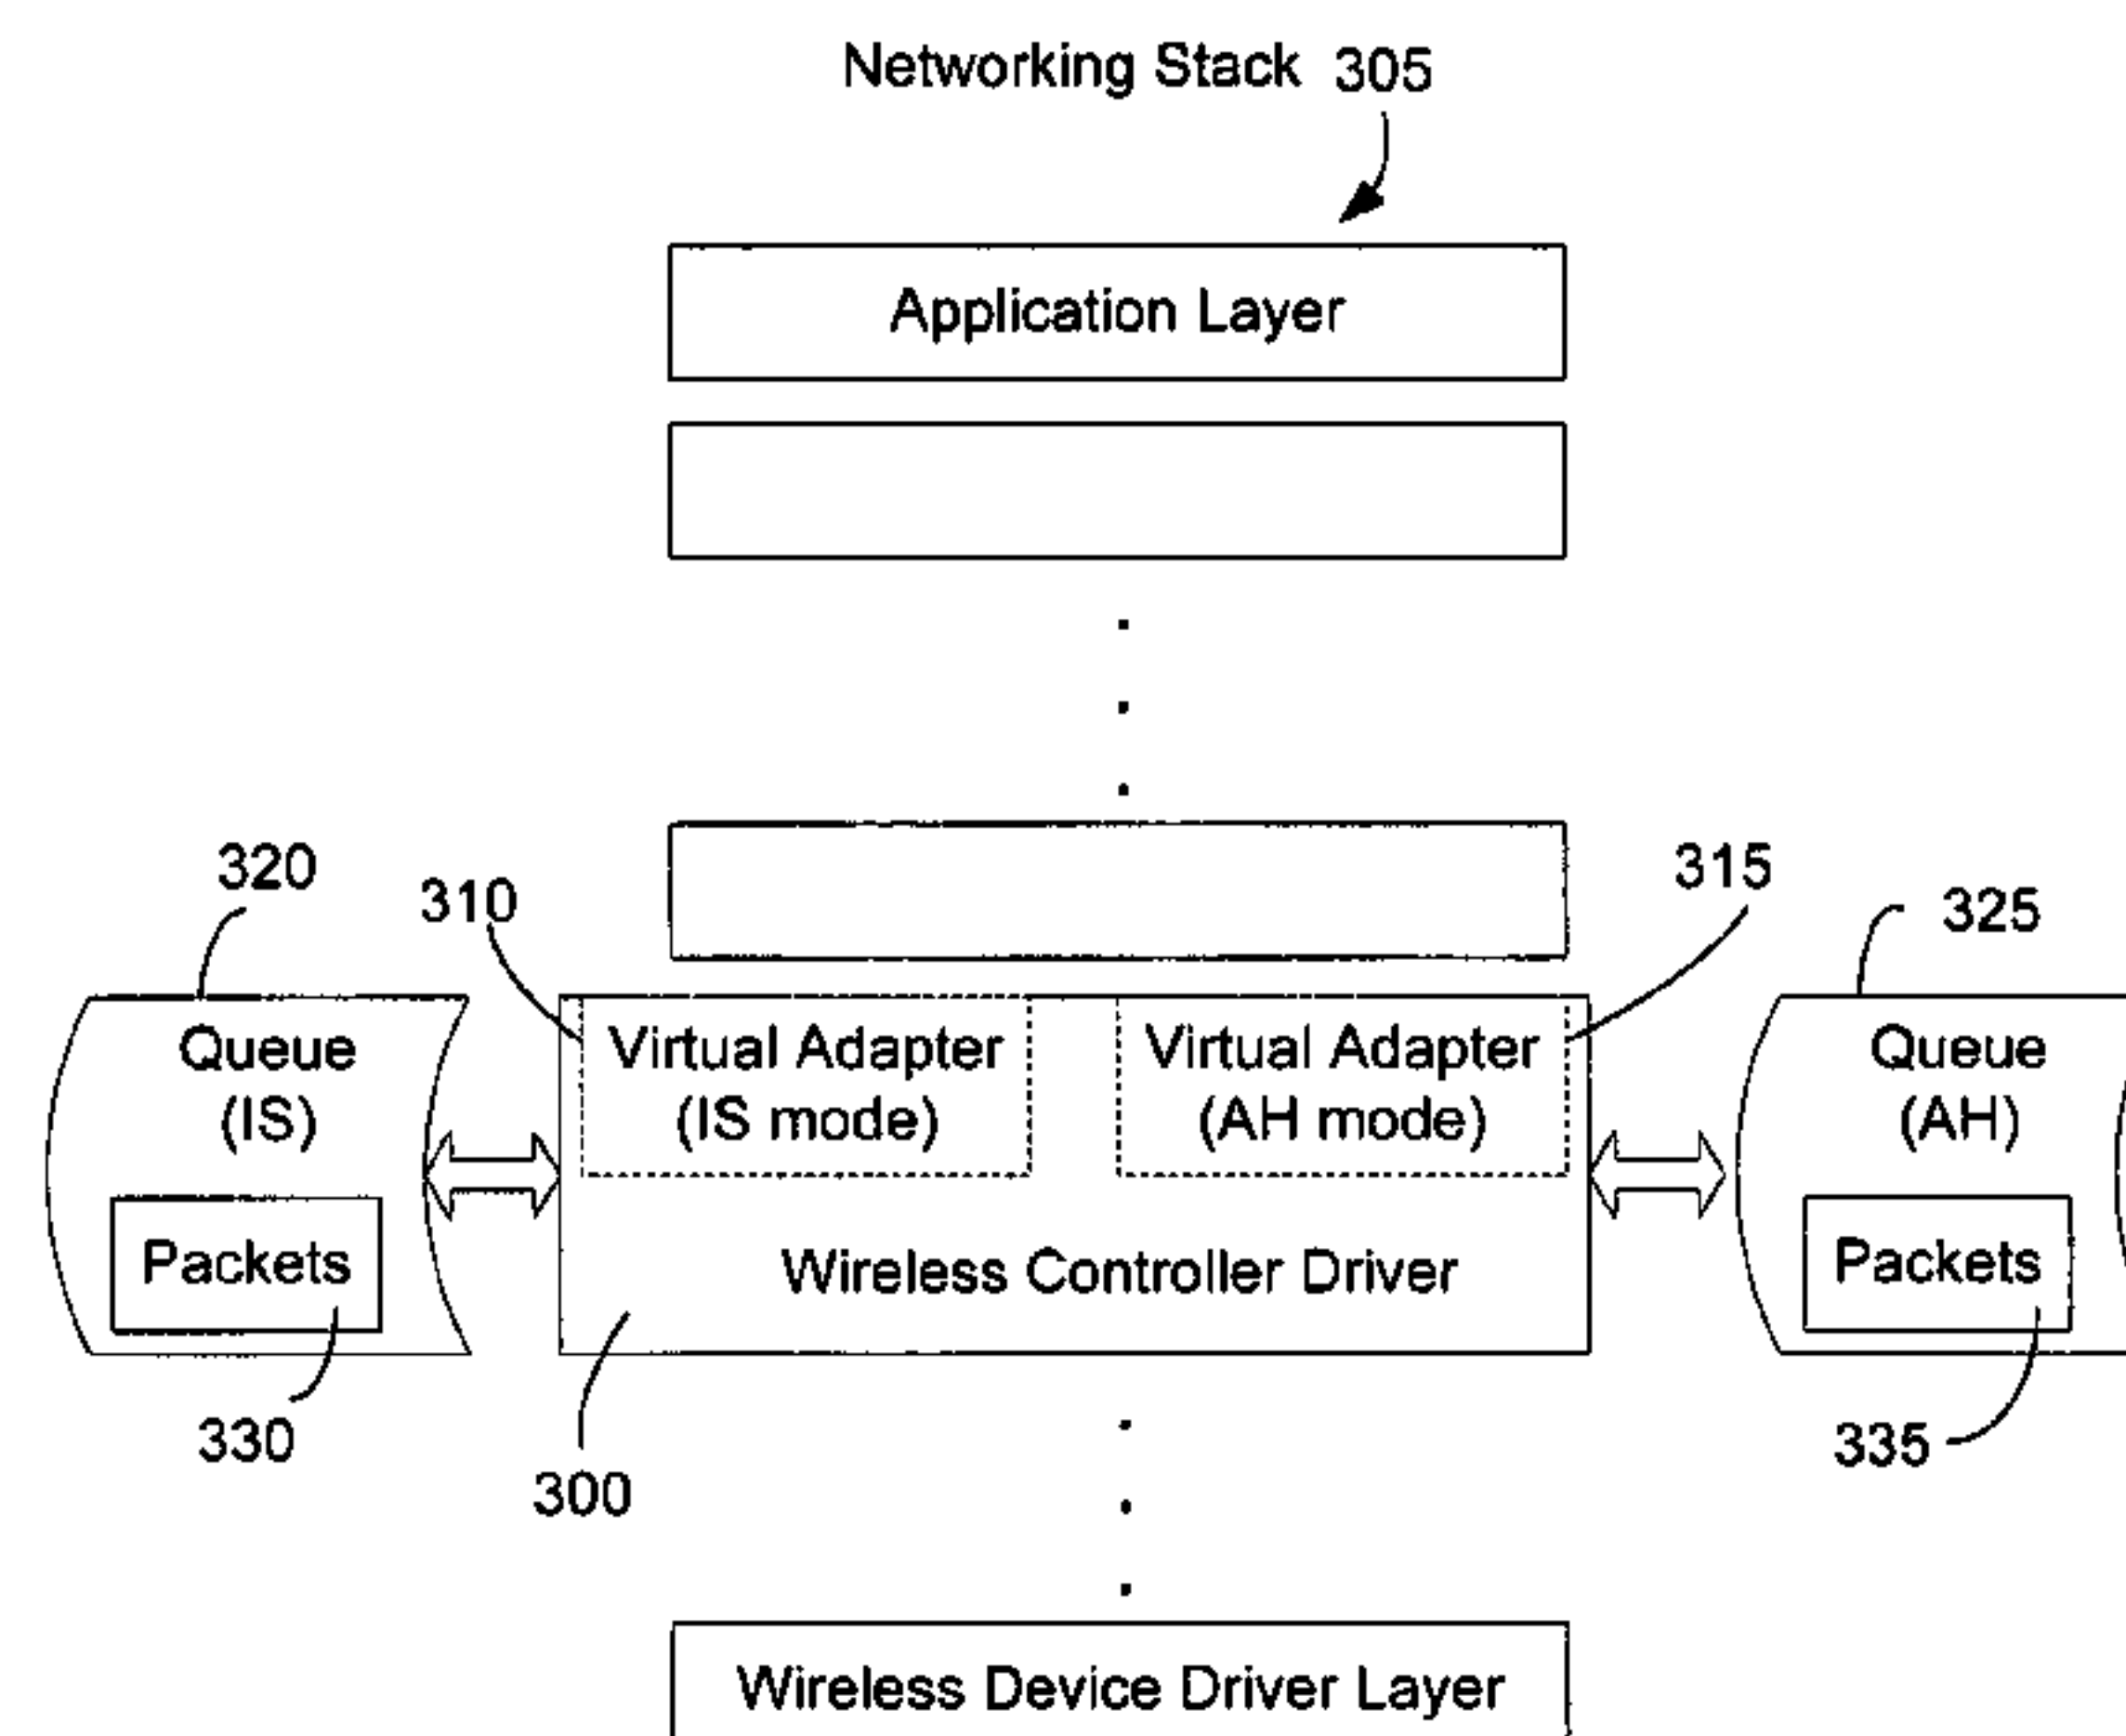 Networking Stack 305
Application Layer
320
310
315
325
Queue
(IS)
Virtual Adapter
(IS mode)
Virtual Adapter
(AH mode)
Queue
(AH)
Packets
Wireless Controller Driver
Packets
330
300
335
Wireless Device Driver Layer